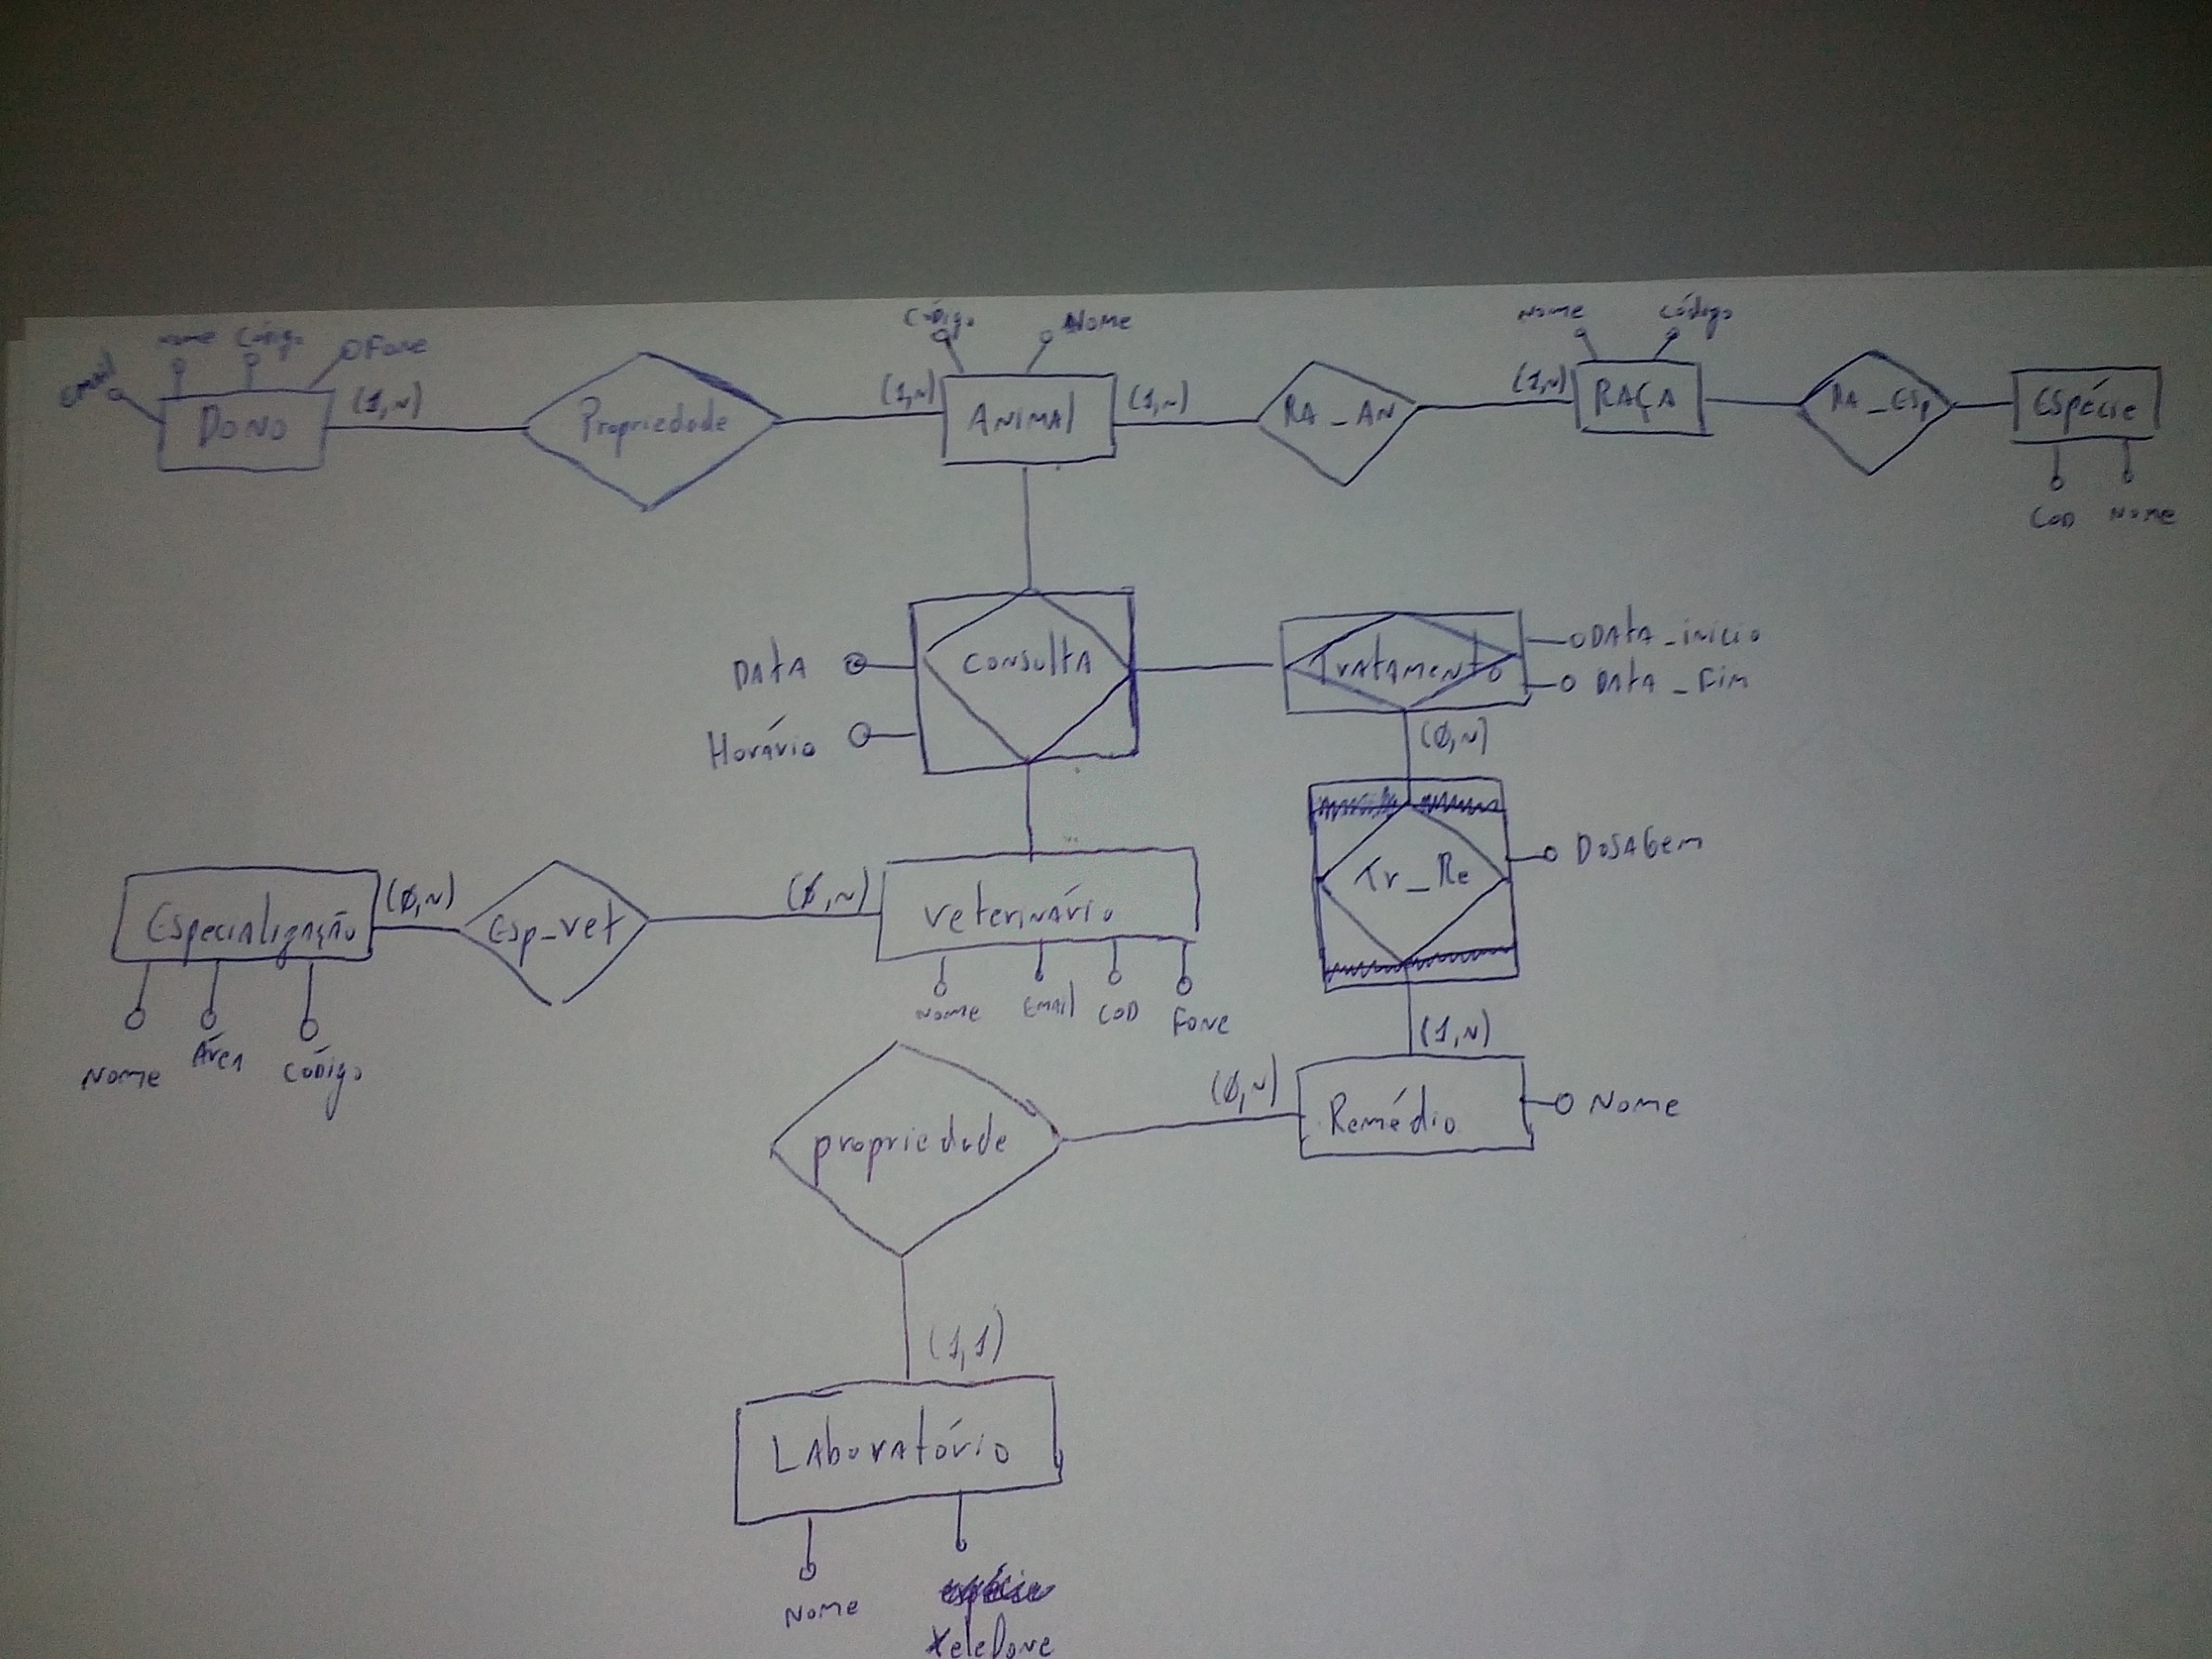 Código
Nome
Nome
Código
Nome
Código
Fone
Email
DONO
(1,N)
Propriedade
(1,N)
ANIMAL
(1,N)
RA_AN
(1,N)
RAÇA
RA_Esp
Espécie
COD
Nome
DATA
CONSULTA
Tratamento
DATA_inicio
DATA_Fim
Horário
(0,N)
Tr_Re
DOSAGem
Especialização
(0,N)
Esp_vet
(0,N)
veterinário
Nome
Email
COD
Fone
Nome
Área
Código
(1,N)
propriedade
(0,N)
Remédio
Nome
(1,1)
LAboratório
Nome
espécie
telefone